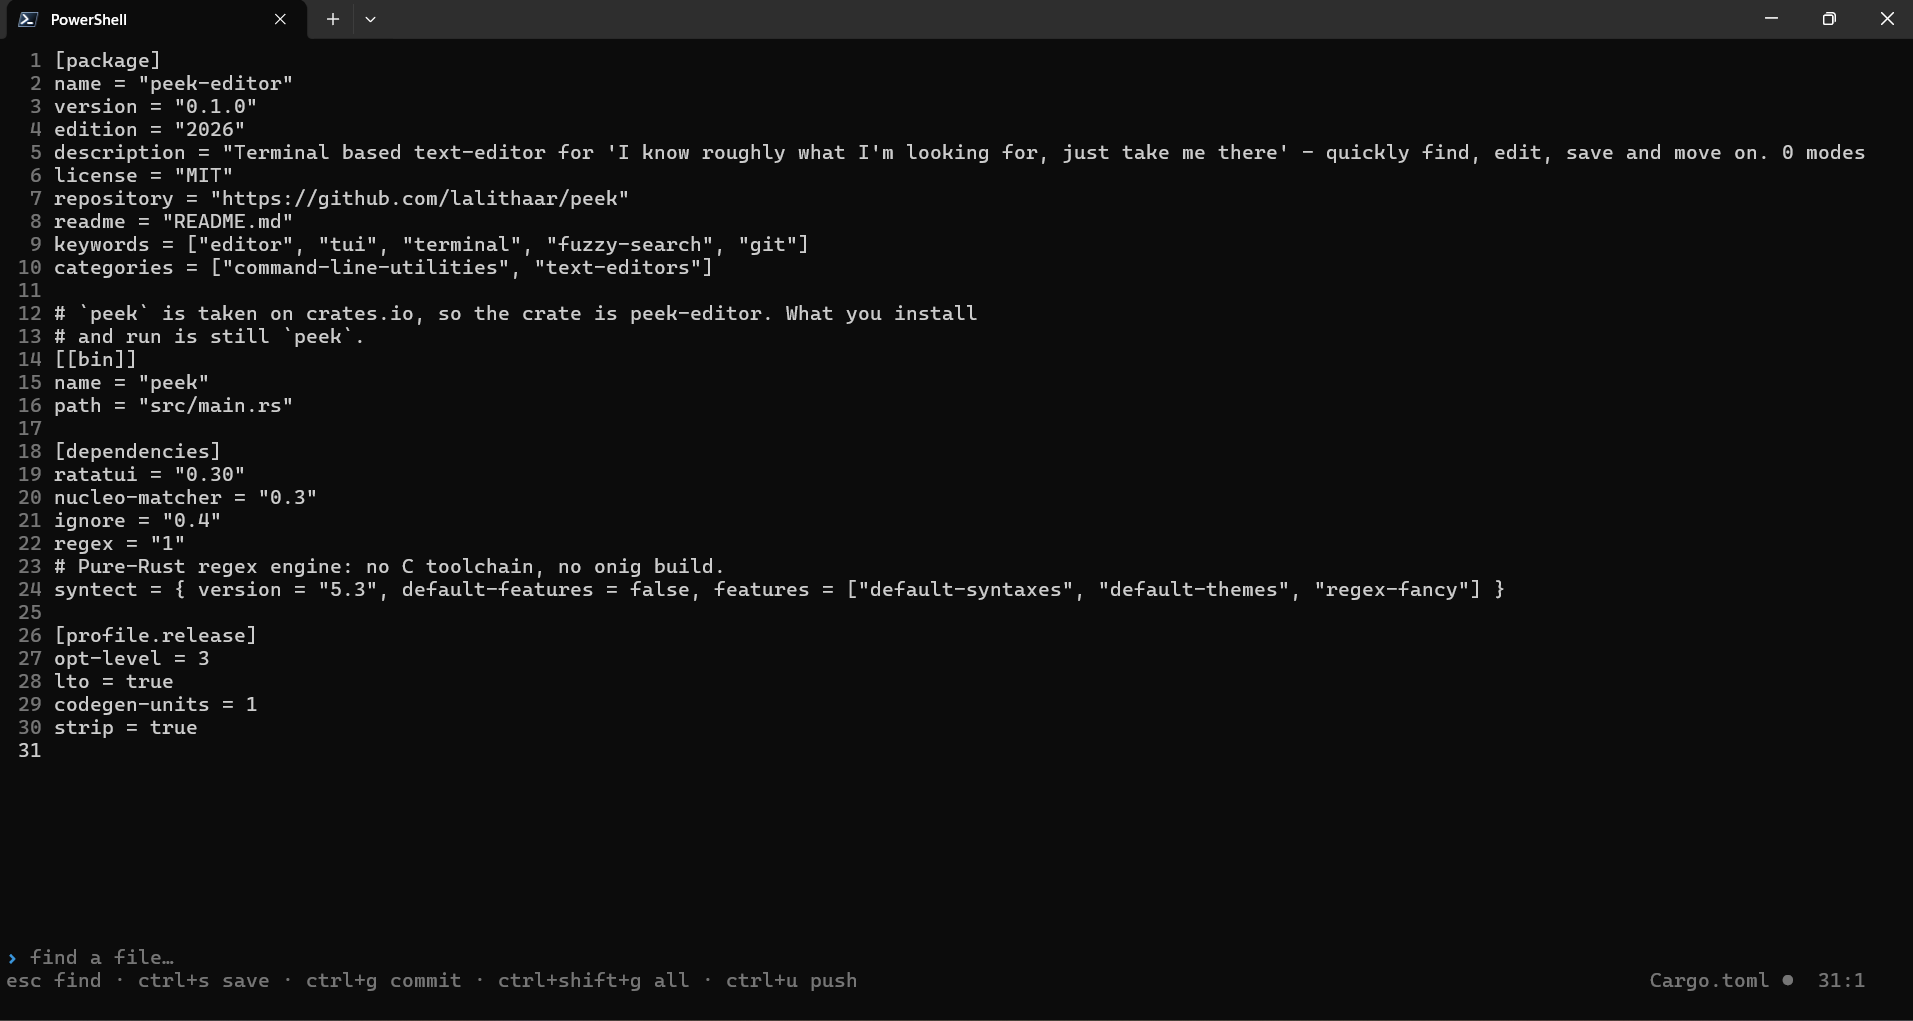 PowerShell
1 [package]
2 name = "peek-editor"
3 version = "0.1.0"
4 edition = "2026"
5 description = "Terminal based text-editor for 'I know roughly what I'm looking for, just take me there' - quickly find, edit, save and move on. 0 modes
6 license = "MIT"
7 repository = "https://github.com/lalithaar/peek"
8 readme = "README.md"
9 keywords = ["editor", "tui", "terminal", "fuzzy-search", "git"]
10 categories = ["command-line-utilities", "text-editors"]
11
12 # `peek` is taken on crates.io, so the crate is peek-editor. What you install
13 # and run is still `peek`.
14 [[bin]]
15 name = "peek"
16 path = "src/main.rs"
17
18 [dependencies]
19 ratatui = "0.30"
20 nucleo-matcher = "0.3"
21 ignore = "0.4"
22 regex = "1"
23 # Pure-Rust regex engine: no C toolchain, no onig build.
24 syntect = { version = "5.3", default-features = false, features = ["default-syntaxes", "default-themes", "regex-fancy"] }
25
26 [profile.release]
27 opt-level = 3
28 lto = true
29 codegen-units = 1
30 strip = true
31
› find a file…
esc find · ctrl+s save · ctrl+g commit · ctrl+shift+g all · ctrl+u push Cargo.toml ● 31:1